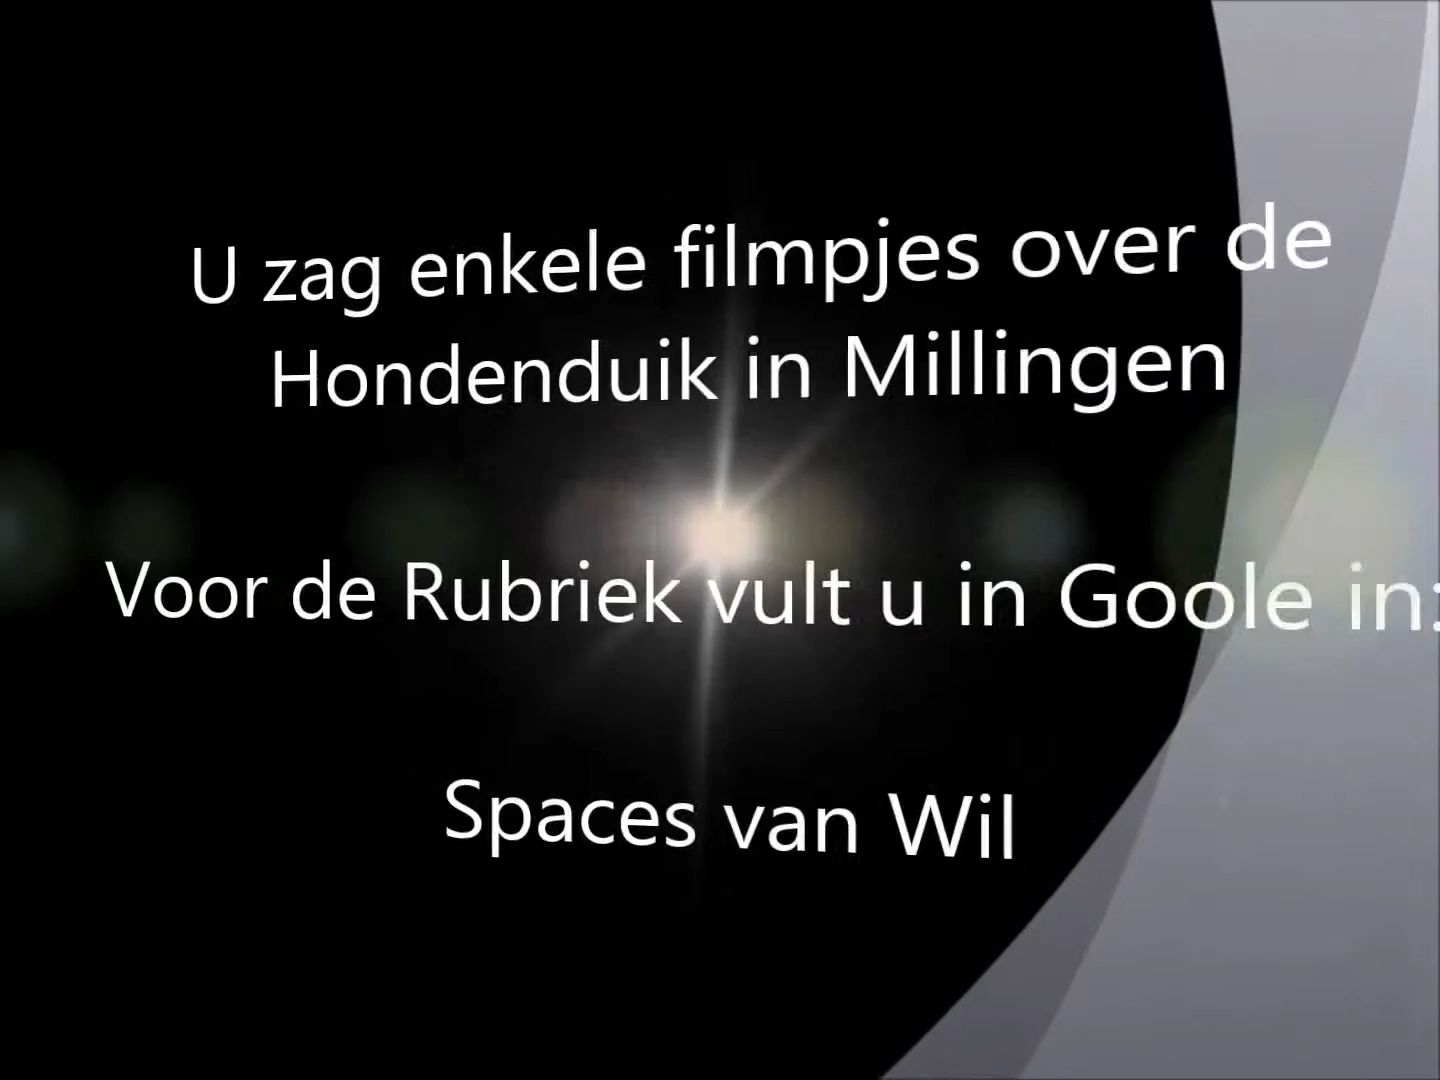 U zag enkele filmpjes over de
Hondenduik in Millingen
Voor de Rubriek vult u in Goole in:
Spaces van Wil